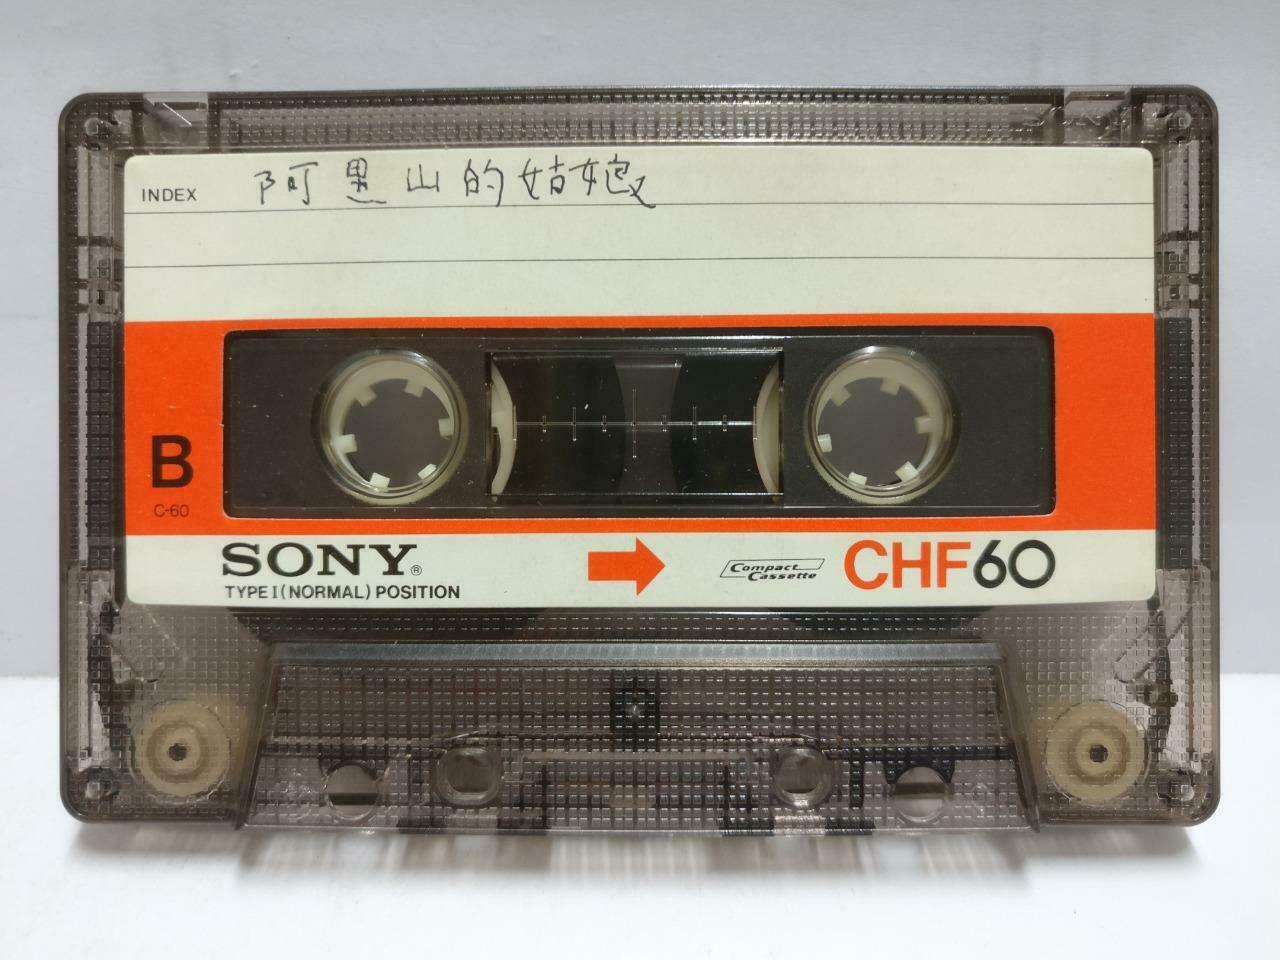 INDEX 阿里山的姑娘
B
C-60
SONY®
TYPE I (NORMAL) POSITION
Compact
Cassette
CHF60